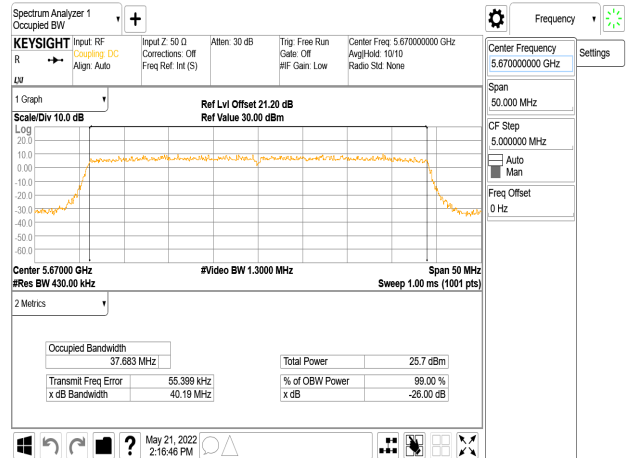 Spectrum Analyzer 1
Occupied BW
Frequency
KEYSIGHT
R
Input: RF
Coupling: DC
Align: Auto
Input Z: 50 Ω
Corrections: Off
Freq Ref: Int (S)
Atten: 30 dB
Trig: Free Run
Gate: Off
#IF Gain: Low
Center Freq: 5.670000000 GHz
Avg|Hold: 10/10
Radio Std: None
Center Frequency
5.670000000 GHz
Settings
Span
50.000 MHz
CF Step
5.000000 MHz
Auto
Man
Freq Offset
0 Hz
1 Graph
Scale/Div 10.0 dB
Ref Lvl Offset 21.20 dB
Ref Value 30.00 dBm
Log
20.0
10.0
0.00
-10.0
-20.0
-30.0
-40.0
-50.0
-60.0
Center 5.67000 GHz
#Video BW 1.3000 MHz
Span 50 MHz
#Res BW 430.00 kHz
Sweep 1.00 ms (1001 pts)
2 Metrics
Occupied Bandwidth
37.683 MHz
Total Power 25.7 dBm
Transmit Freq Error 55.399 kHz
% of OBW Power 99.00 %
x dB Bandwidth 40.19 MHz
x dB -26.00 dB
?
May 21, 2022
2:16:46 PM